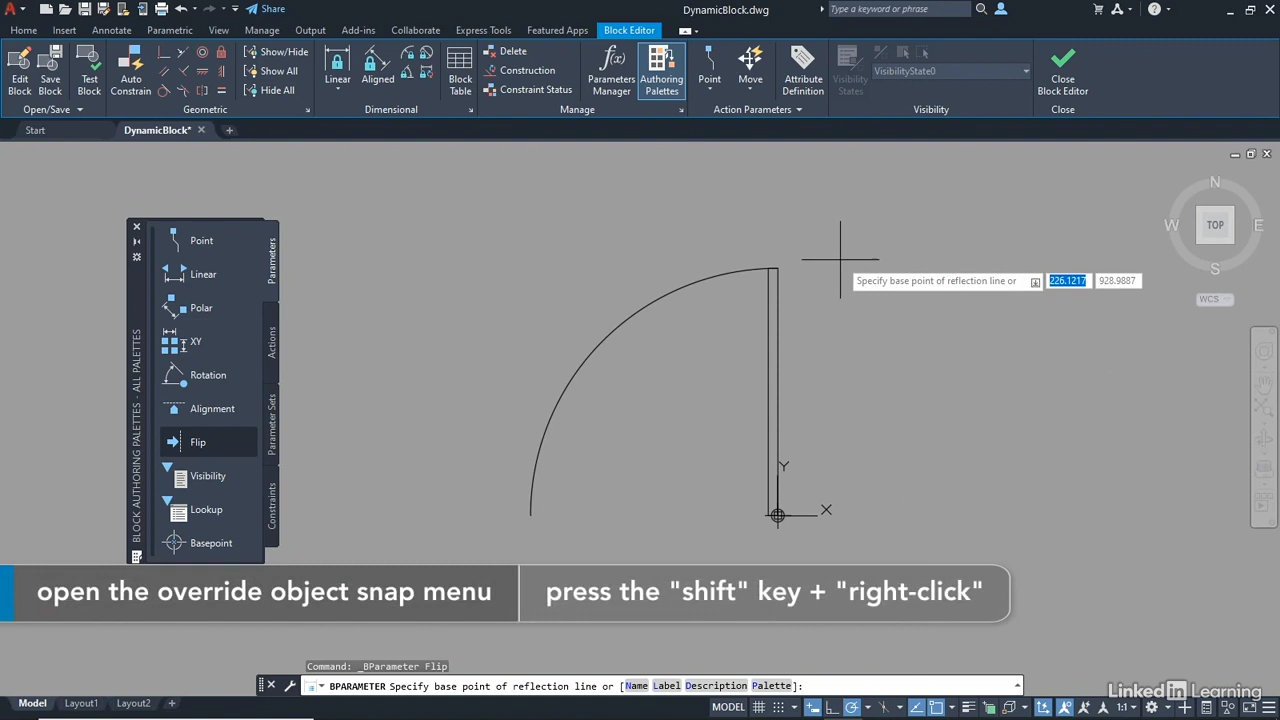 Share
DynamicBlock.dwg
Type a keyword or phrase
Home Insert Annotate Parametric View Manage Output Add-ins Collaborate Express Tools Featured Apps Block Editor
Edit Block
Save Block
Test Block
Auto Constrain
Show/Hide
Show All
Hide All
Linear
Aligned
Block Table
Delete
Construction
Constraint Status
Parameters Manager
Authoring Palettes
Point
Move
Attribute Definition
Visibility States
VisibilityState0
Close Block Editor
Open/Save Geometric Dimensional Manage Action Parameters Visibility Close
Start DynamicBlock*
N
W TOP E
S
WCS
BLOCK AUTHORING PALETTES - ALL PALETTES
Point
Linear
Polar
XY
Rotation
Alignment
Flip
Visibility
Lookup
Basepoint
Parameters
Actions
Parameter Sets
Constraints
Specify base point of reflection line or 226.1217 928.9887
Y
X
open the override object snap menu press the "shift" key + "right-click"
Command: _BParameter Flip
BPARAMETER Specify base point of reflection line or [Name Label Description Palette]:
Linked in Learning
Model Layout1 Layout2 + MODEL 1:1